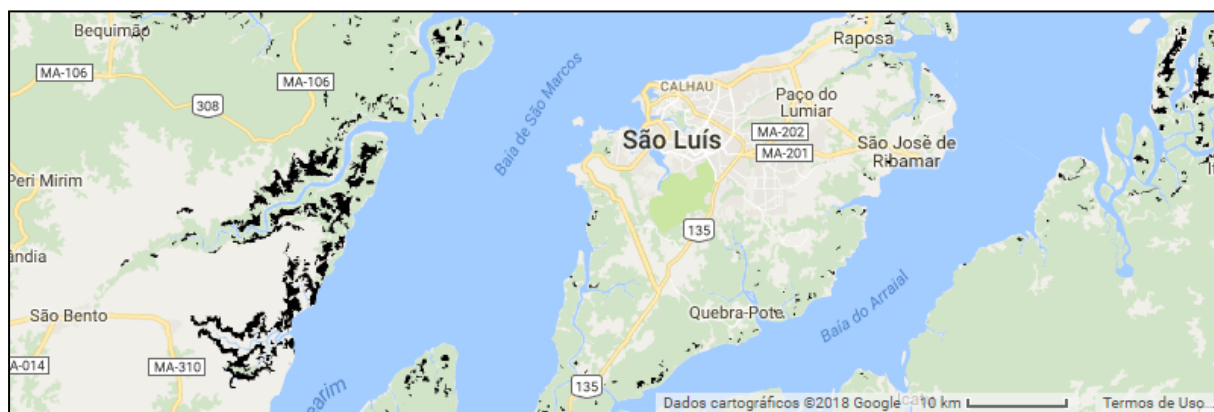 Bequimão
MA-106
MA-106
308
Peri Mirim
ândia
São Bento
A-014
MA-310
earim
Baía de São Marcos
Raposa
CALHAU
Paço do
Lumiar
São Luís
MA-202
MA-201
São José de
Ribamar
135
Quebra-Pote
Baía do Arraial
135
Dados cartográficos ©2018 Google
10 km
Termos de Uso